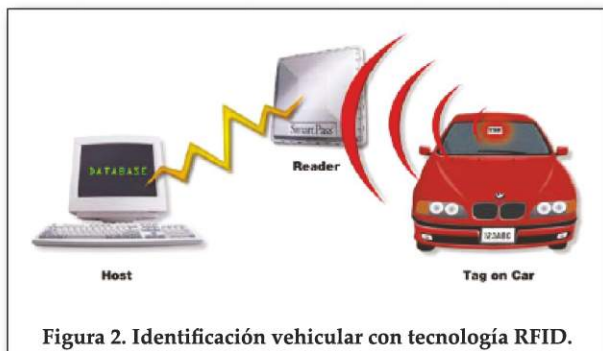 DATABASE
SmartPass
Reader
123ABC
Host
Tag on Car
Figura 2. Identificación vehicular con tecnología RFID.